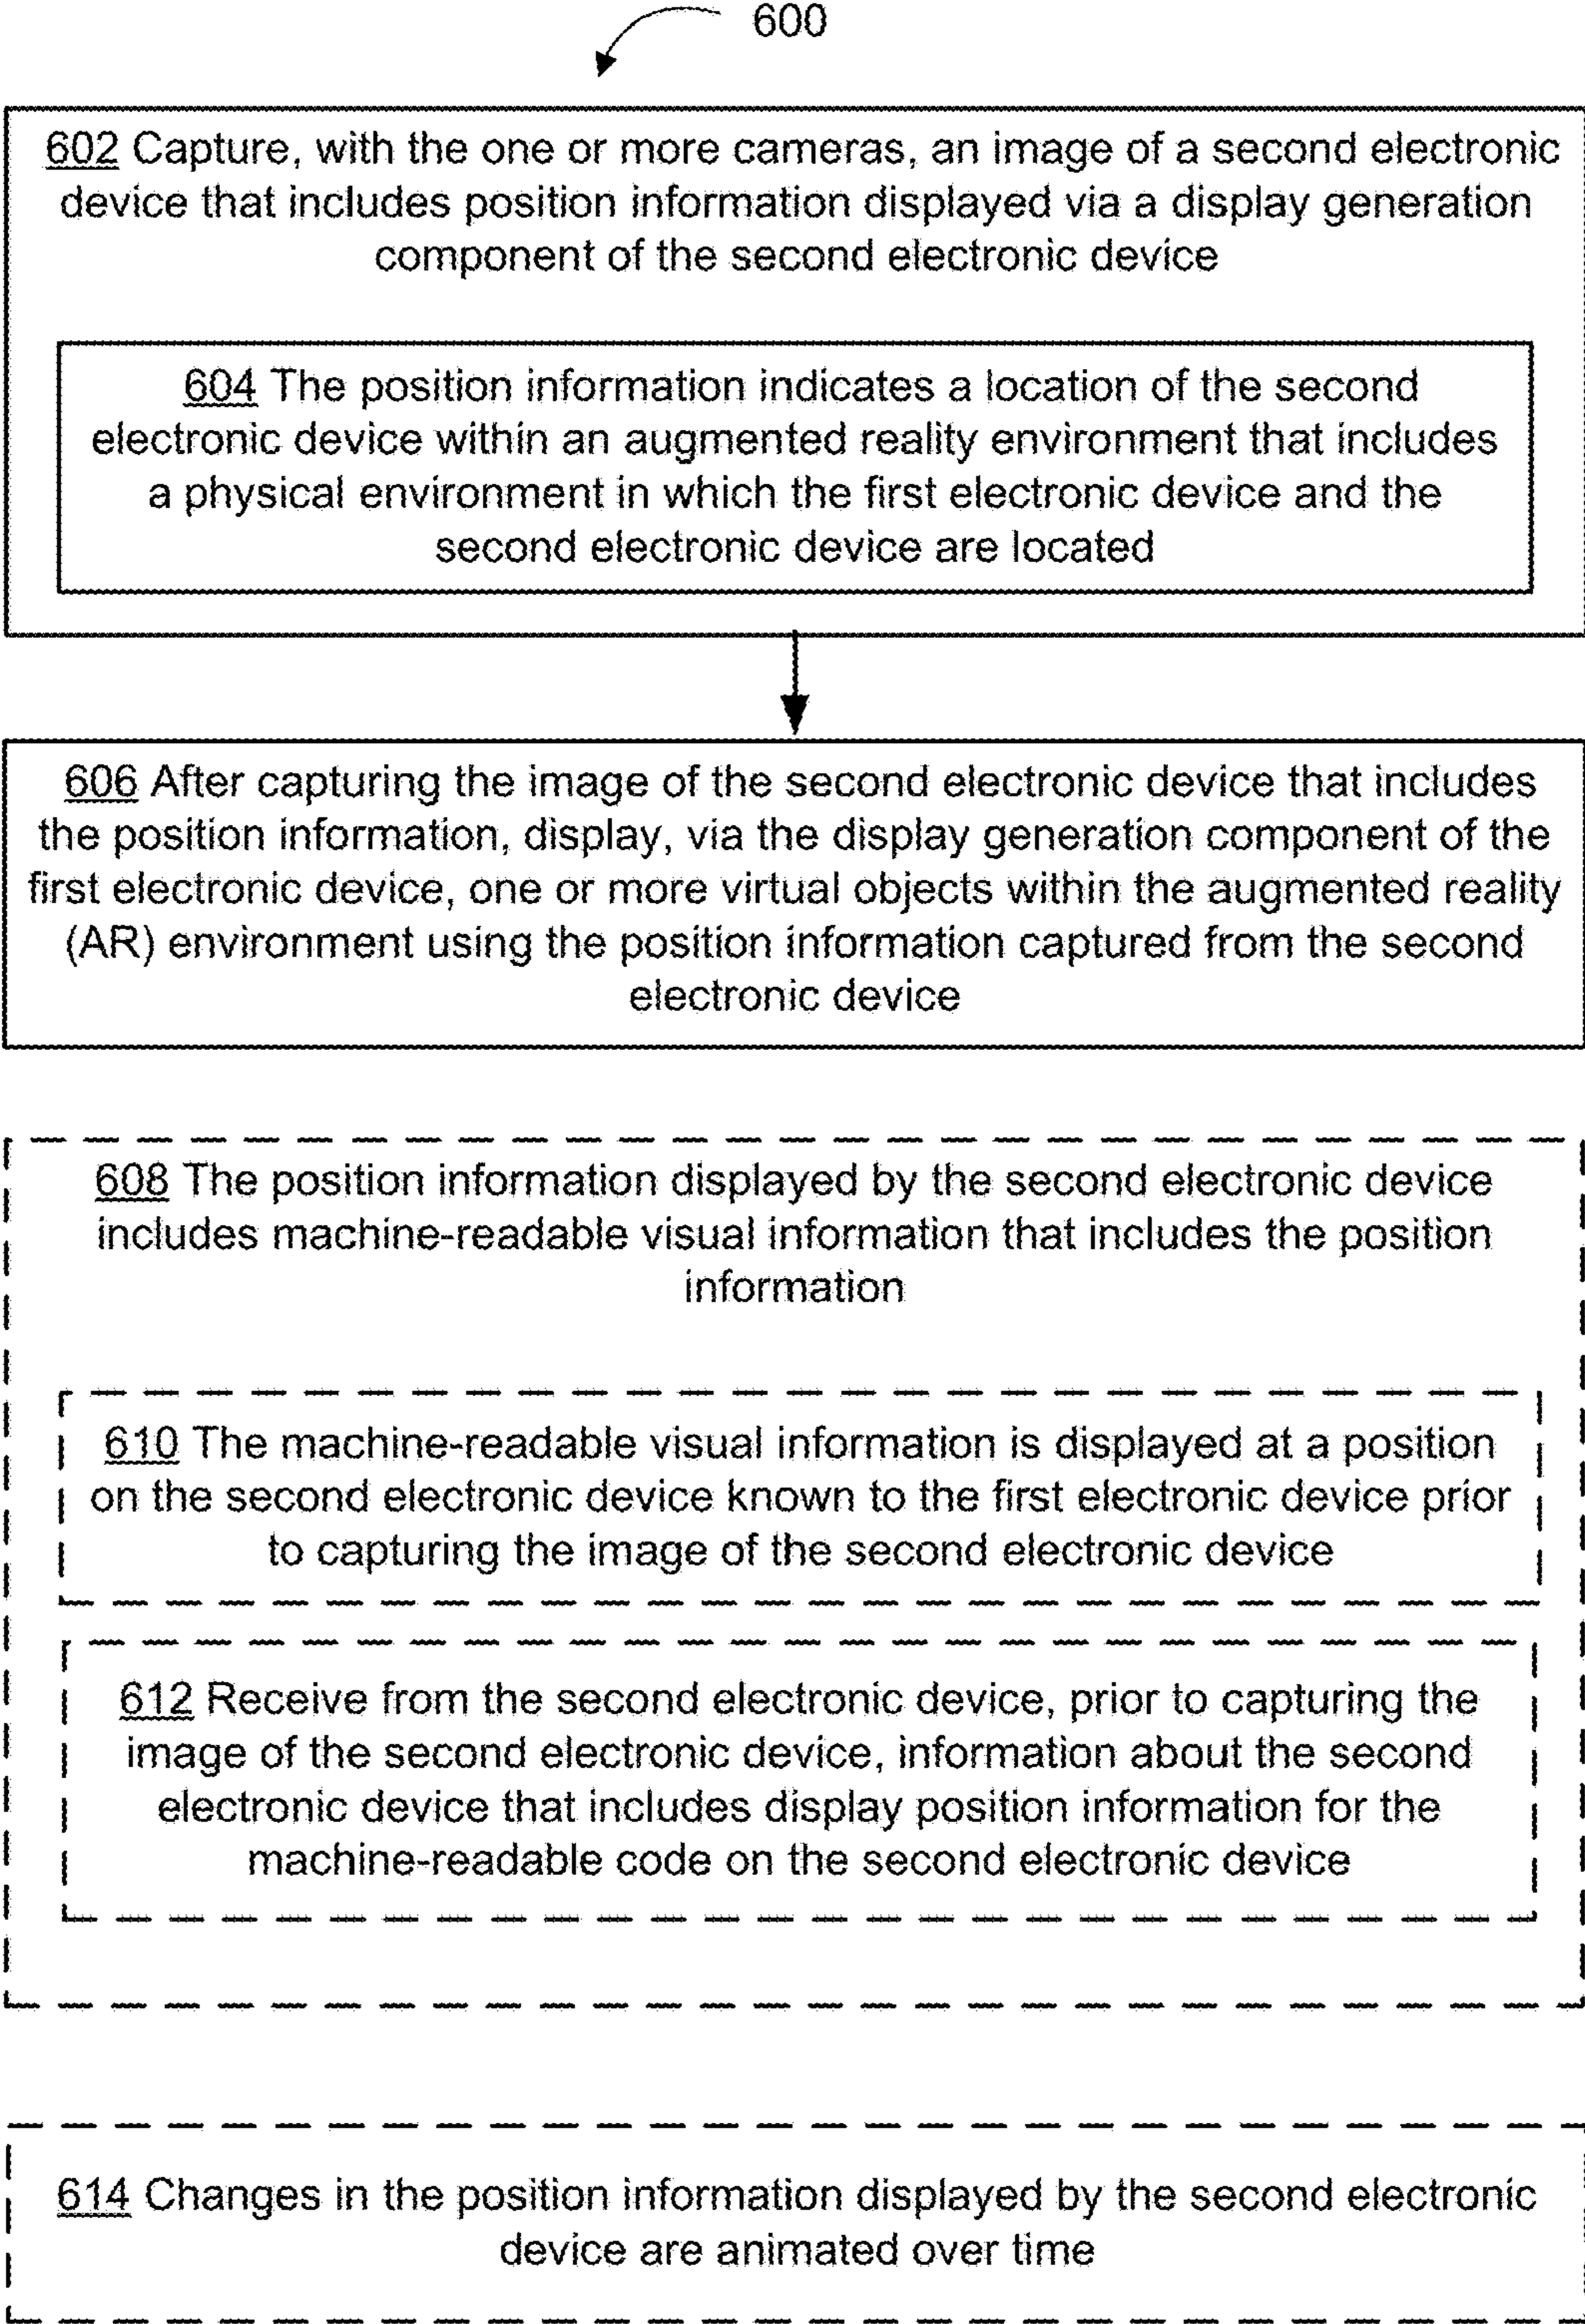 600
602 Capture, with the one or more cameras, an image of a second electronic
device that includes position information displayed via a display generation
component of the second electronic device
604 The position information indicates a location of the second
electronic device within an augmented reality environment that includes
a physical environment in which the first electronic device and the
second electronic device are located
606 After capturing the image of the second electronic device that includes
the position information, display, via the display generation component of the
first electronic device, one or more virtual objects within the augmented reality
(AR) environment using the position information captured from the second
electronic device
608 The position information displayed by the second electronic device
includes machine-readable visual information that includes the position
information
610 The machine-readable visual information is displayed at a position
on the second electronic device known to the first electronic device prior
to capturing the image of the second electronic device
612 Receive from the second electronic device, prior to capturing the
image of the second electronic device, information about the second
electronic device that includes display position information for the
machine-readable code on the second electronic device
614 Changes in the position information displayed by the second electronic
device are animated over time